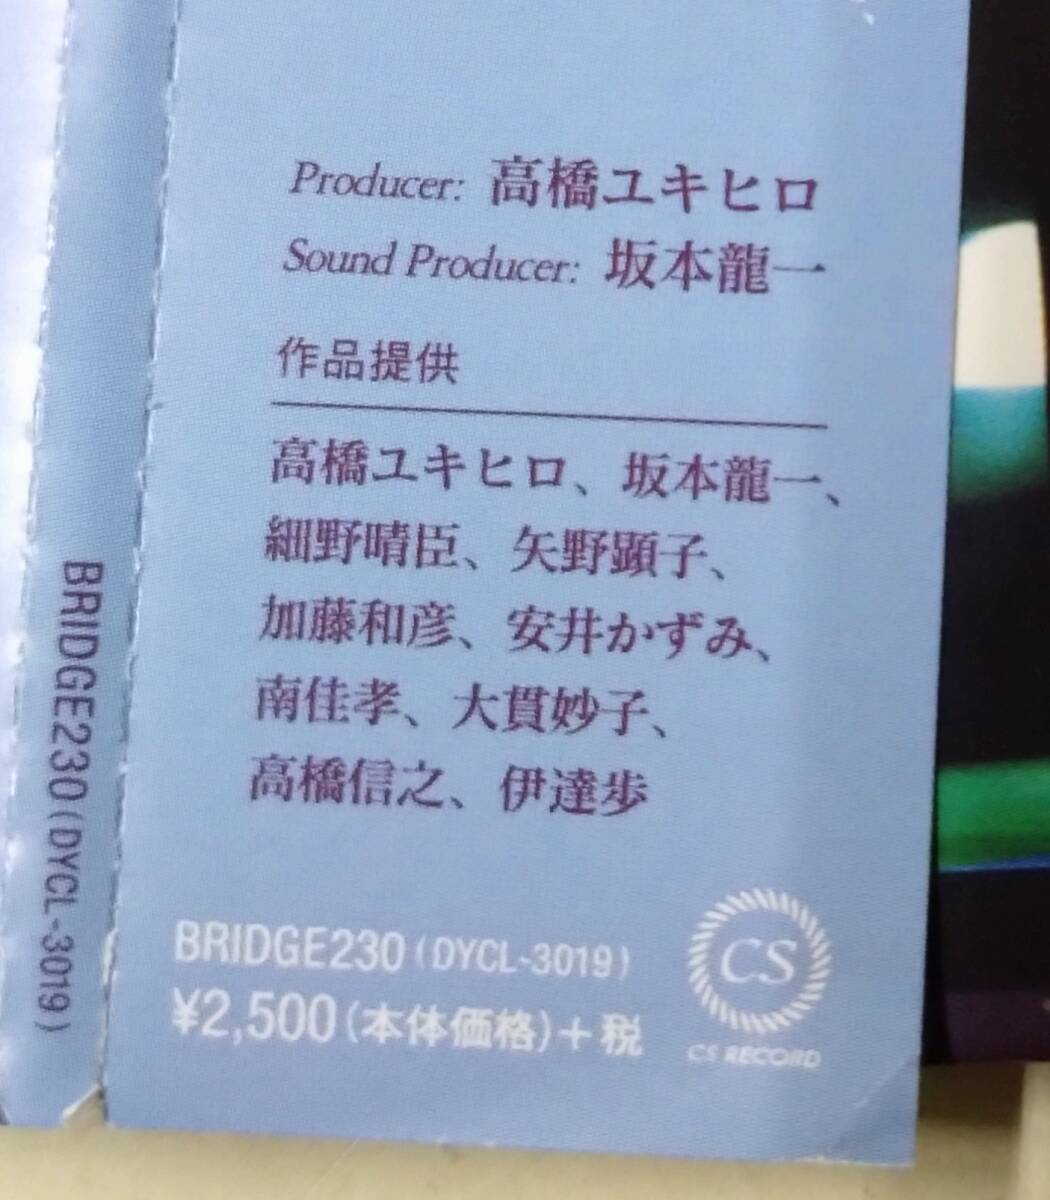 Producer: 高橋ユキヒロ
Sound Producer: 坂本龍一
作品提供
高橋ユキヒロ、坂本龍一、
細野晴臣、矢野顕子、
加藤和彦、安井かずみ、
南佳孝、大貫妙子、
高橋信之、伊達歩
BRIDGE230(DYCL-3019)
¥2,500(本体価格)+税
CS
CS RECORD
BRIDGE230(DYCL-3019)